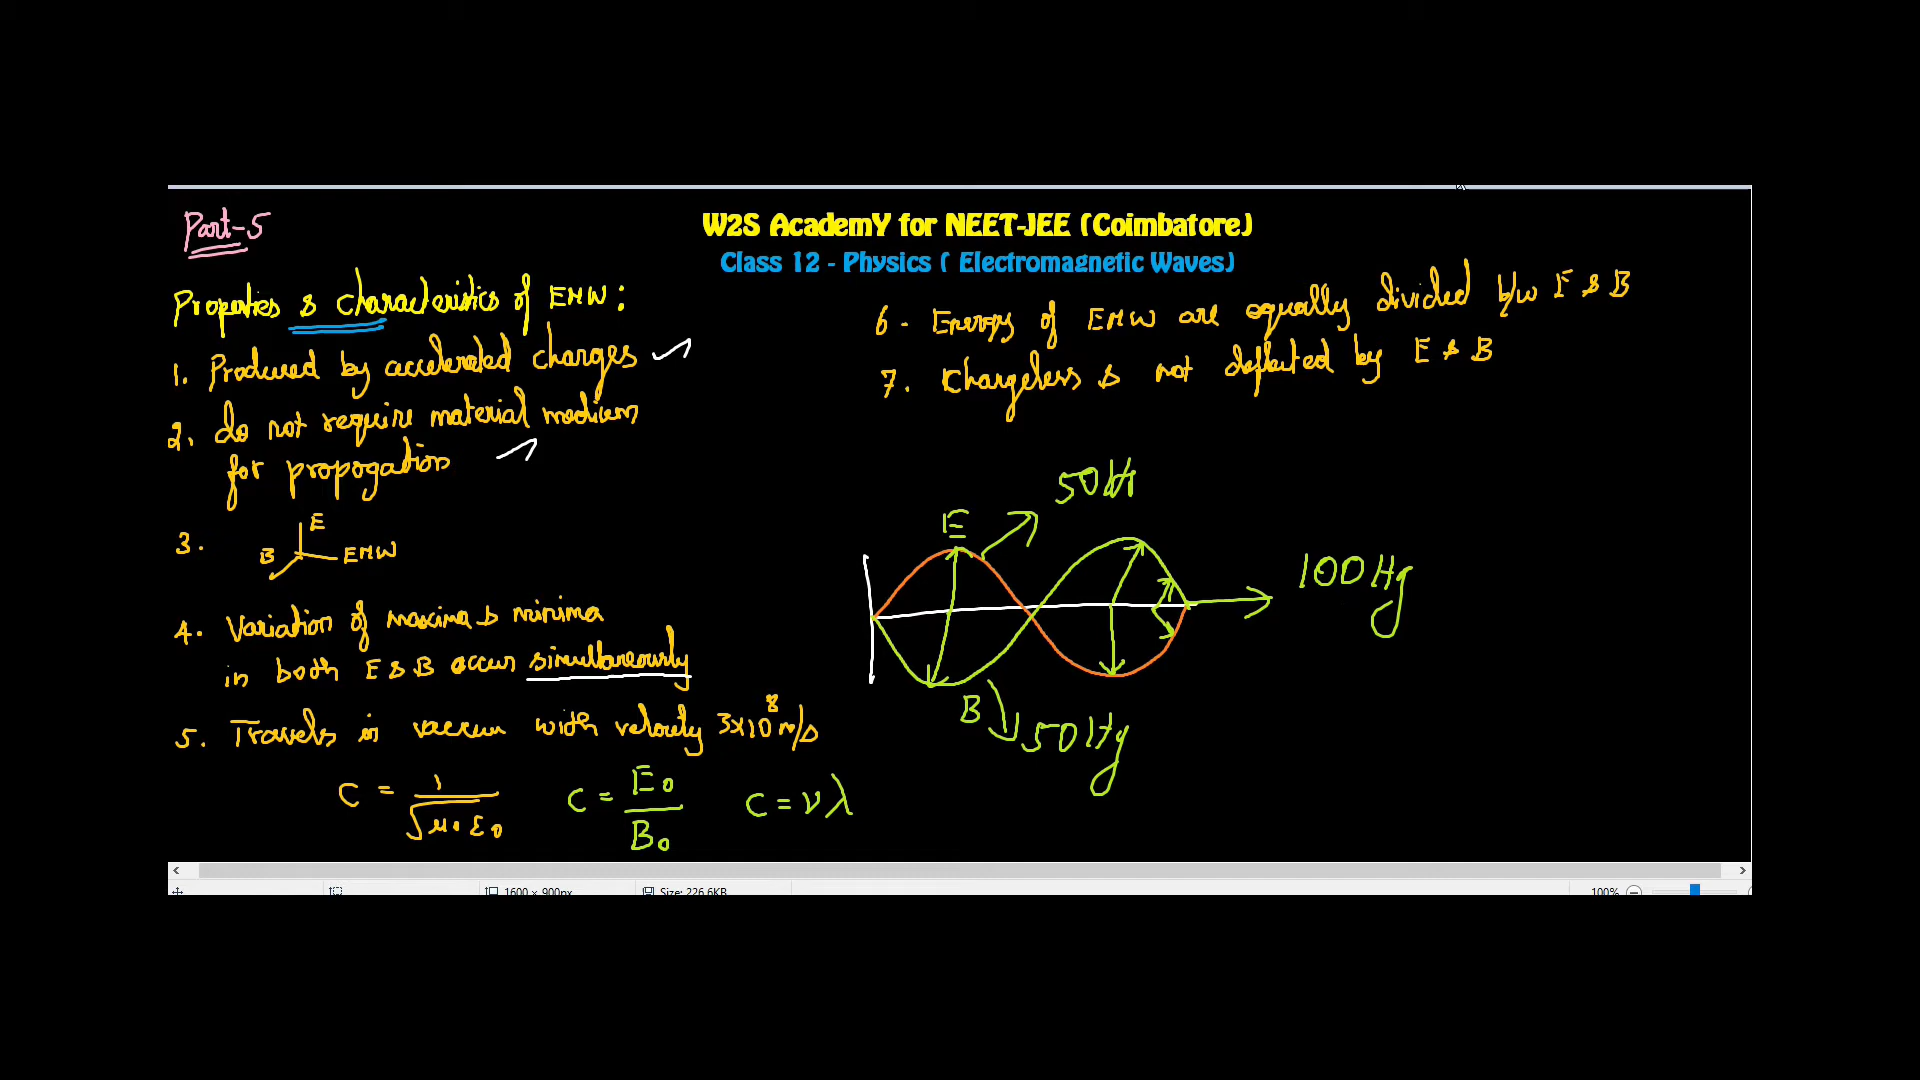 Part-5
W2S AcademY for NEET-JEE (Coimbatore)
Class 12 - Physics ( Electromagnetic Waves)
Properties & characteristics of EMW:
1. Produced by accelerated charges
2. do not require material medium
for propogation
3.
E
B
EMW
4. Variation of maxima & minima
in both E & B occur simultaneously
5. Travels in vaccum with velocity 3x10⁸ m/s
C = 1/√μ₀ε₀
C = E₀/B₀
C = νλ
6. Energy of EMW are equally divided b/w E & B
7. Chargeless & not deflected by E & B
E
B
100Hz
50Hz
100%
1600 × 900px
Size: 226.6KB